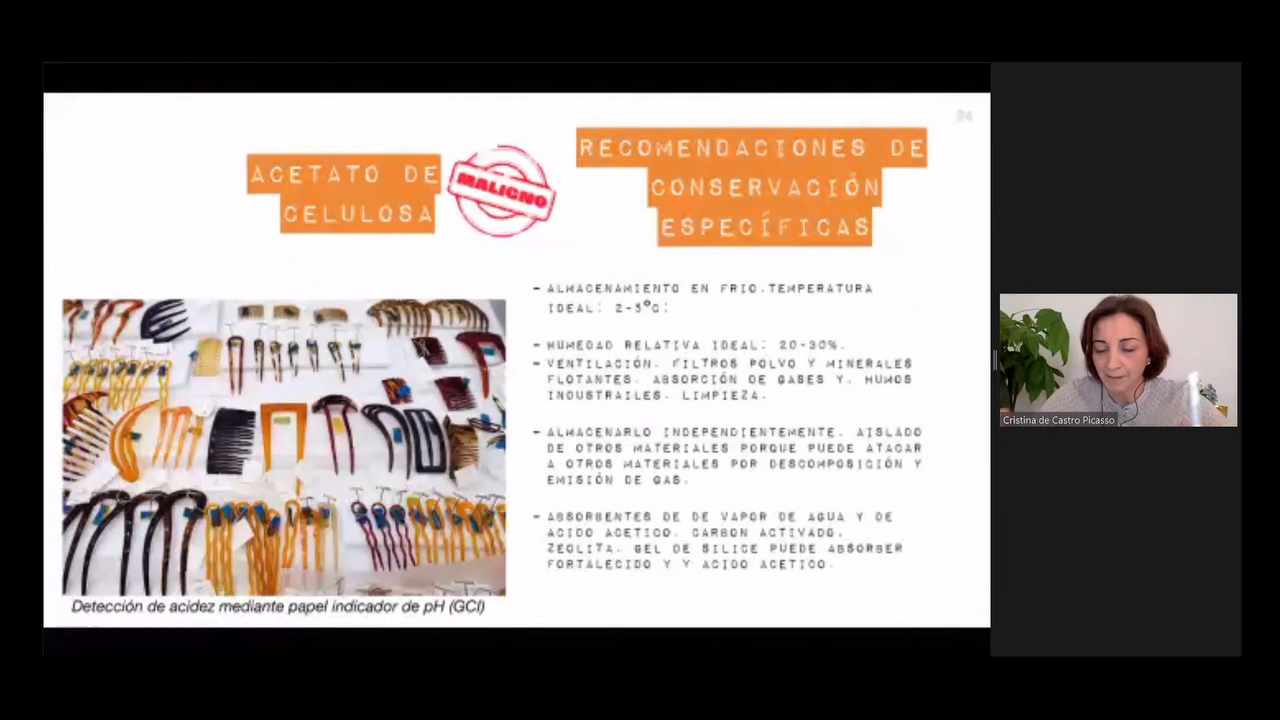 24
ACETATO DE
CELULOSA
MALIGNO
RECOMENDACIONES DE
CONSERVACIÓN
ESPECÍFICAS
- ALMACENAMIENTO EN FRIO.TEMPERATURA
IDEAL: 2-5ºC;
- HUMEDAD RELATIVA IDEAL: 20-30%.
- VENTILACIÓN. FILTROS POLVO Y MINERALES
FLOTANTES. ABSORCIÓN DE GASES Y. HUMOS
INDUSTRAILES. LIMPIEZA.
- ALMACENARLO INDEPENDIENTEMENTE. AISLADO
DE OTROS MATERIALES PORQUE PUEDE ATACAR
A OTROS MATERIALES POR DESCOMPOSICIÓN Y
EMISIÓN DE GAS.
- ABSORBENTES DE DE VAPOR DE AGUA Y DE
ACIDO ACETICO. CARBON ACTIVADO.
ZEOLITA. GEL DE SILICE PUEDE ABSORBER
FORTALECIDO Y Y ACIDO ACETICO.
Detección de acidez mediante papel indicador de pH (GCI)
Cristina de Castro Picasso